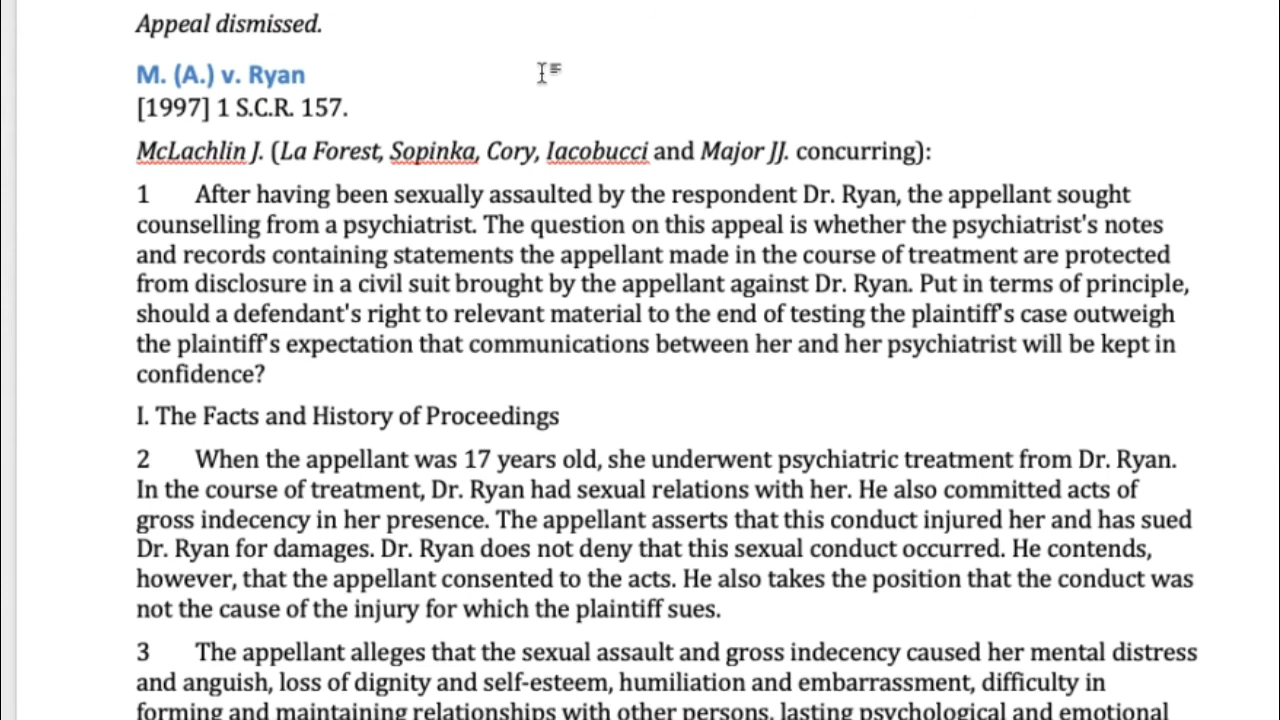 Appeal dismissed.
M. (A.) v. Ryan
[1997] 1 S.C.R. 157.
McLachlin J. (La Forest, Sopinka, Cory, Iacobucci and Major JJ. concurring):
1 After having been sexually assaulted by the respondent Dr. Ryan, the appellant sought
counselling from a psychiatrist. The question on this appeal is whether the psychiatrist's notes
and records containing statements the appellant made in the course of treatment are protected
from disclosure in a civil suit brought by the appellant against Dr. Ryan. Put in terms of principle,
should a defendant's right to relevant material to the end of testing the plaintiff's case outweigh
the plaintiff's expectation that communications between her and her psychiatrist will be kept in
confidence?
I. The Facts and History of Proceedings
2 When the appellant was 17 years old, she underwent psychiatric treatment from Dr. Ryan.
In the course of treatment, Dr. Ryan had sexual relations with her. He also committed acts of
gross indecency in her presence. The appellant asserts that this conduct injured her and has sued
Dr. Ryan for damages. Dr. Ryan does not deny that this sexual conduct occurred. He contends,
however, that the appellant consented to the acts. He also takes the position that the conduct was
not the cause of the injury for which the plaintiff sues.
3 The appellant alleges that the sexual assault and gross indecency caused her mental distress
and anguish, loss of dignity and self-esteem, humiliation and embarrassment, difficulty in
forming and maintaining relationships with other persons, lasting psychological and emotional